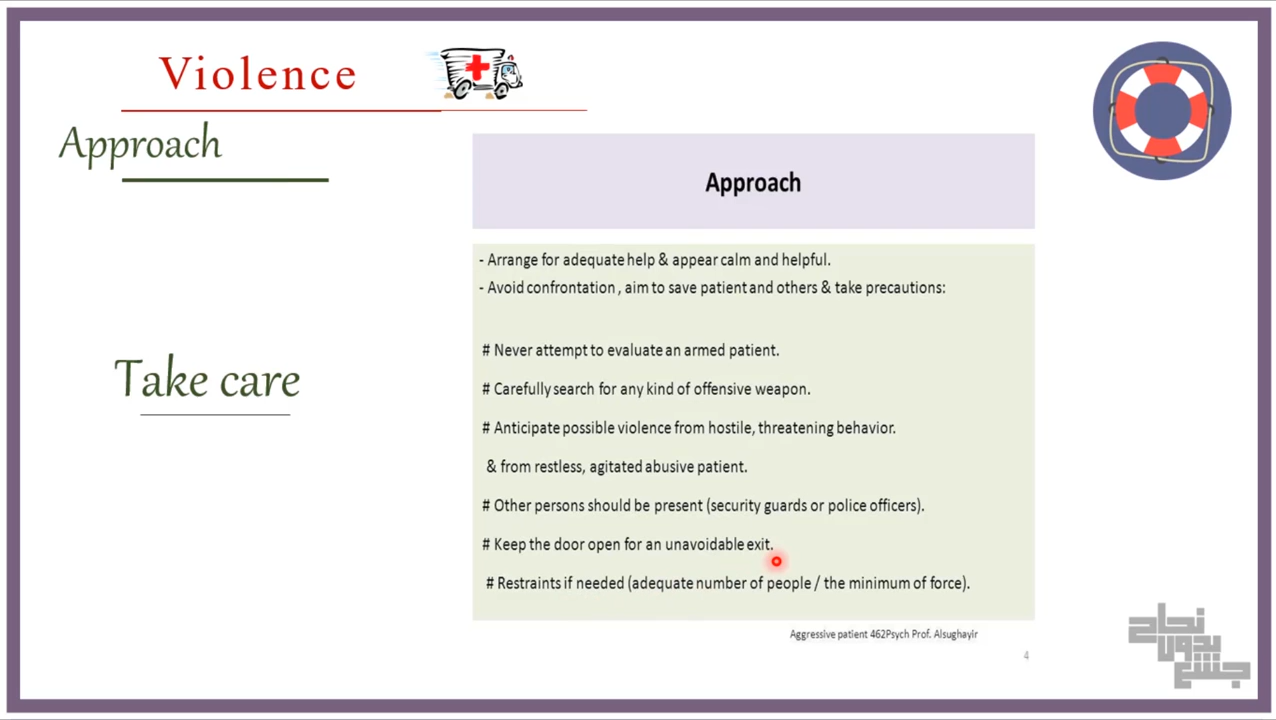 Violence
Approach
Take care
Approach
- Arrange for adequate help & appear calm and helpful.
- Avoid confrontation , aim to save patient and others & take precautions:
# Never attempt to evaluate an armed patient.
# Carefully search for any kind of offensive weapon.
# Anticipate possible violence from hostile, threatening behavior.
& from restless, agitated abusive patient.
# Other persons should be present (security guards or police officers).
# Keep the door open for an unavoidable exit.
# Restraints if needed (adequate number of people / the minimum of force).
Aggressive patient 462Psych Prof. Alsughayir
4
نجاح
بدون
جشع